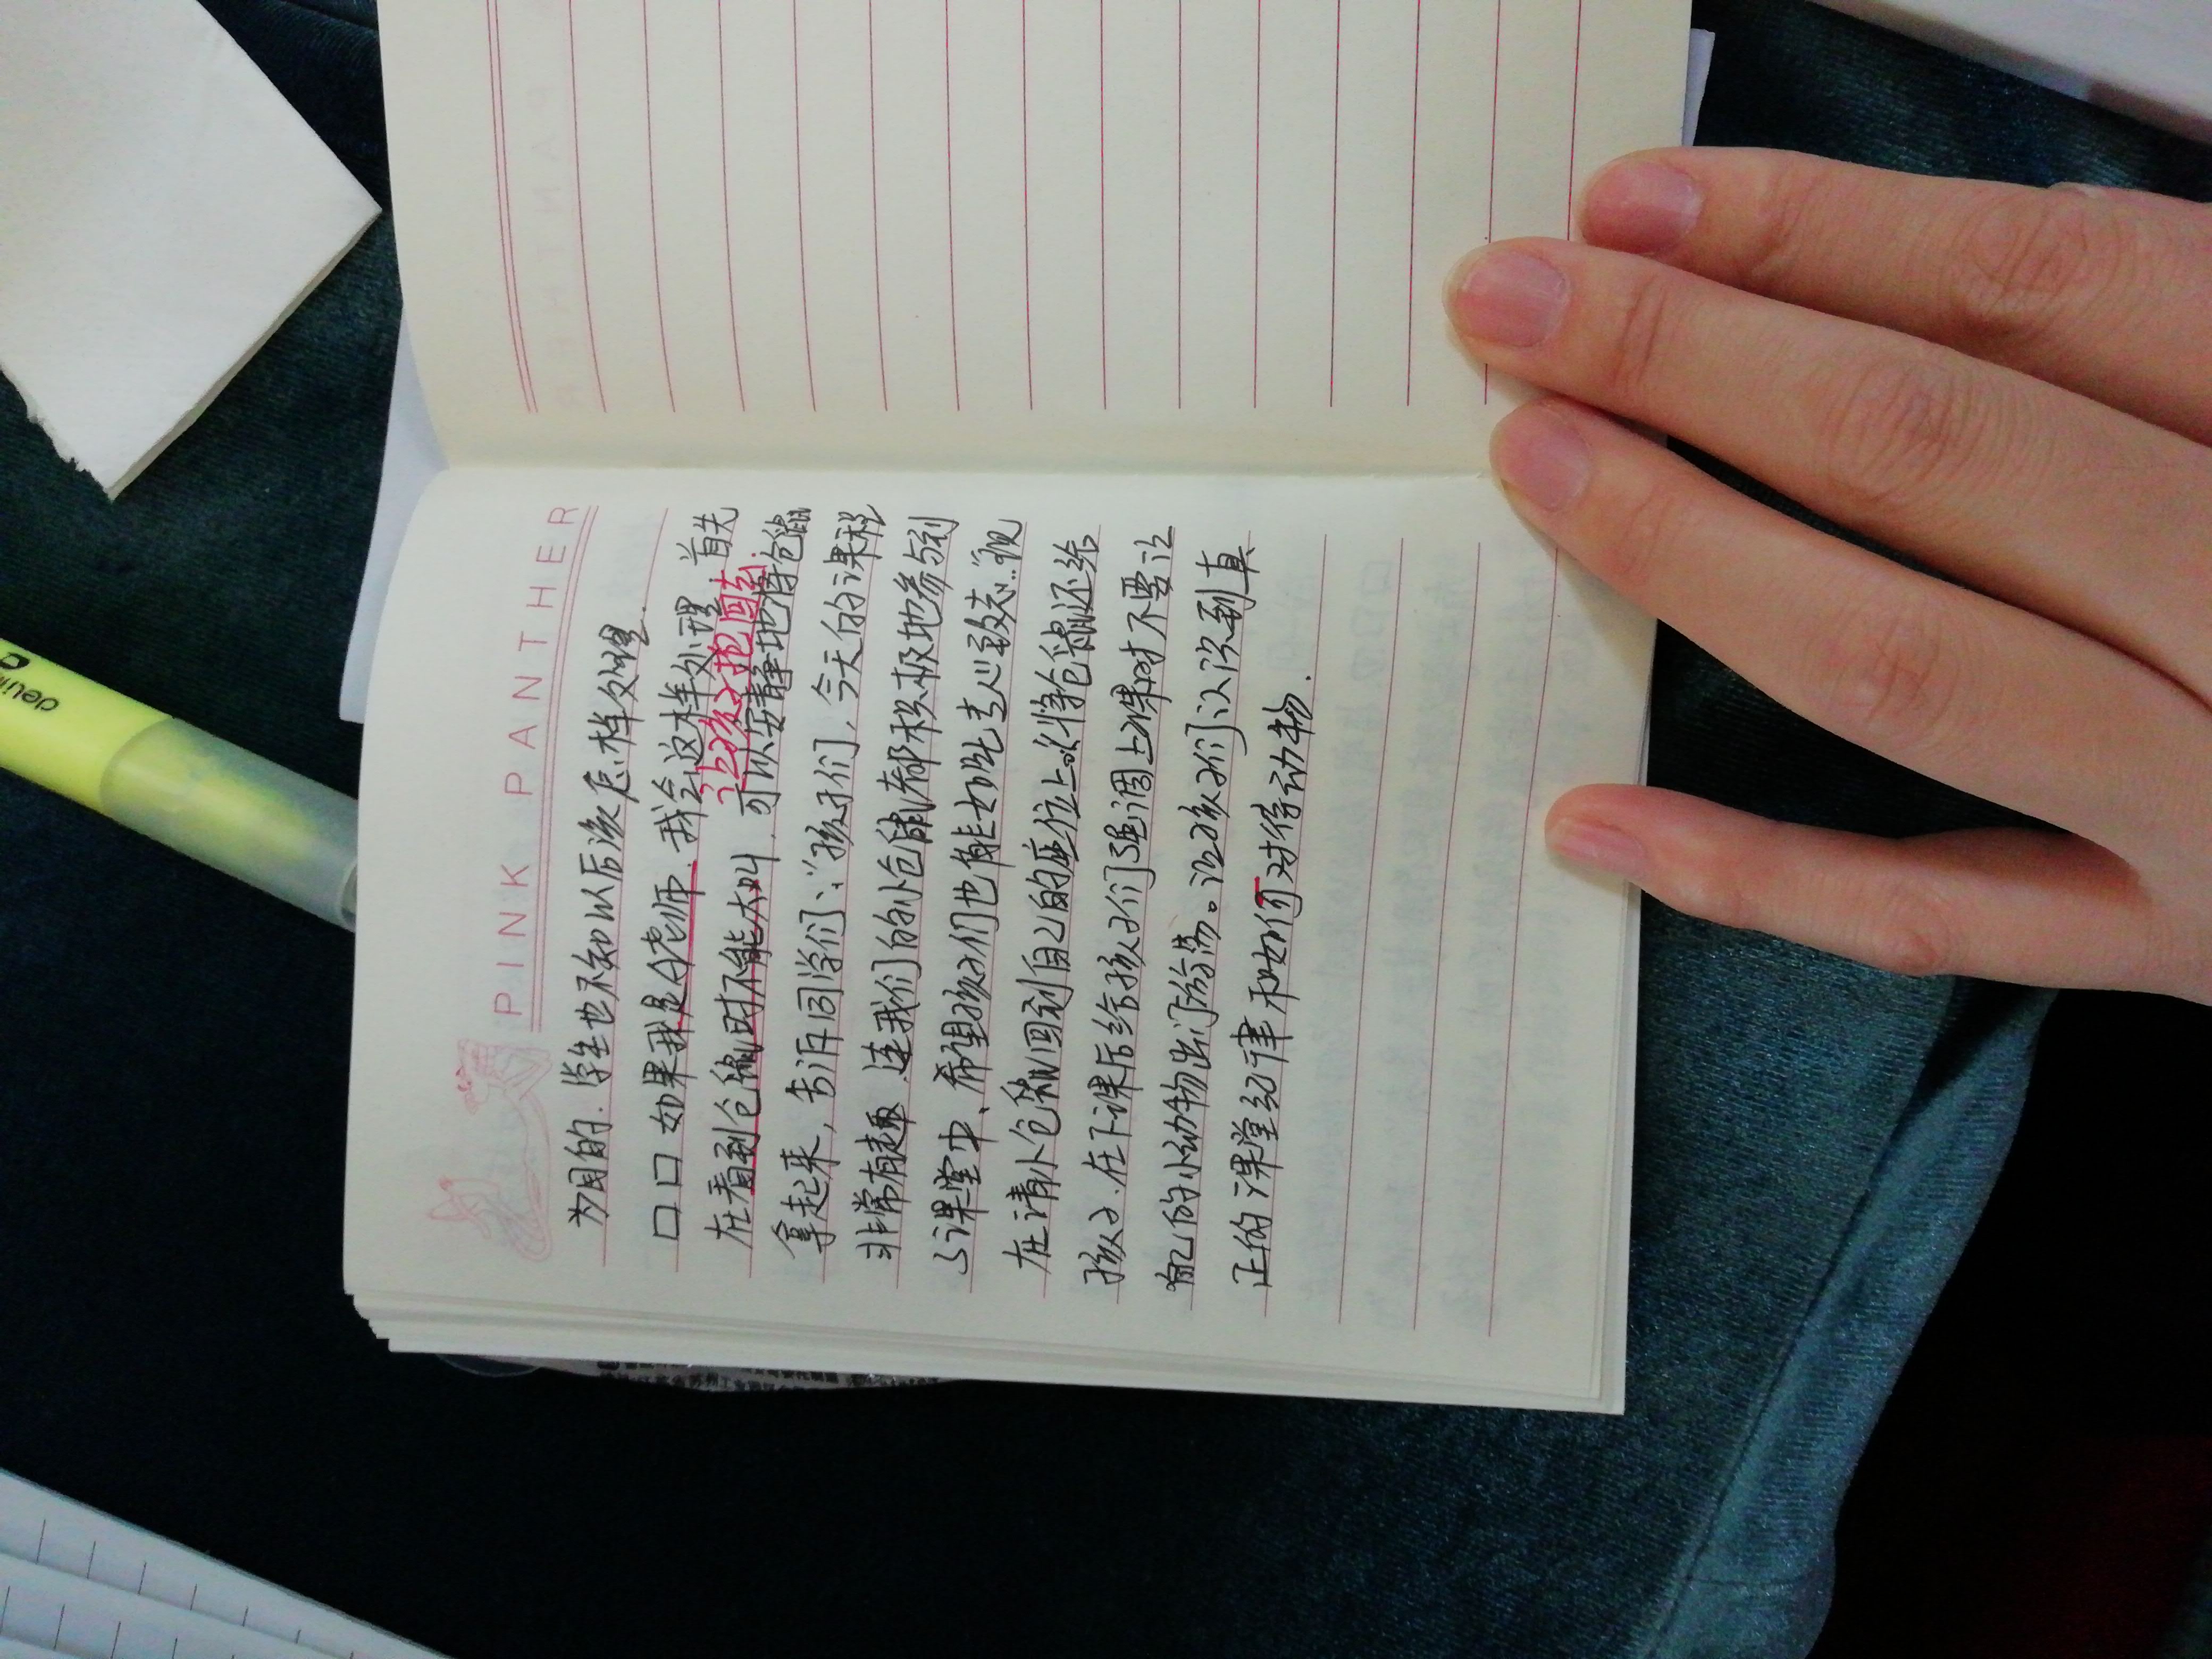 deli
PINK PANTHER
为目的.学生也不知以后该怎样处理.
口口如果我是A老师.我会这样处理.首先
让孩子抱回去.
在看到仓鼠时不能大叫.可以安静地将仓鼠
拿起来,告诉同学们:“孩子们,今天的课程
非常有趣.连我们的小仓鼠都积极地参与到
了课堂中、希望孩子们也能如此专心致志..”现
在请小仓鼠回到自己的座位上。”将仓鼠还给
孩子.在下课后给孩子们强调上课时不要让
自己的小动物出门游荡。让孩子们认识到真
正的课堂纪律和如何对待动物.